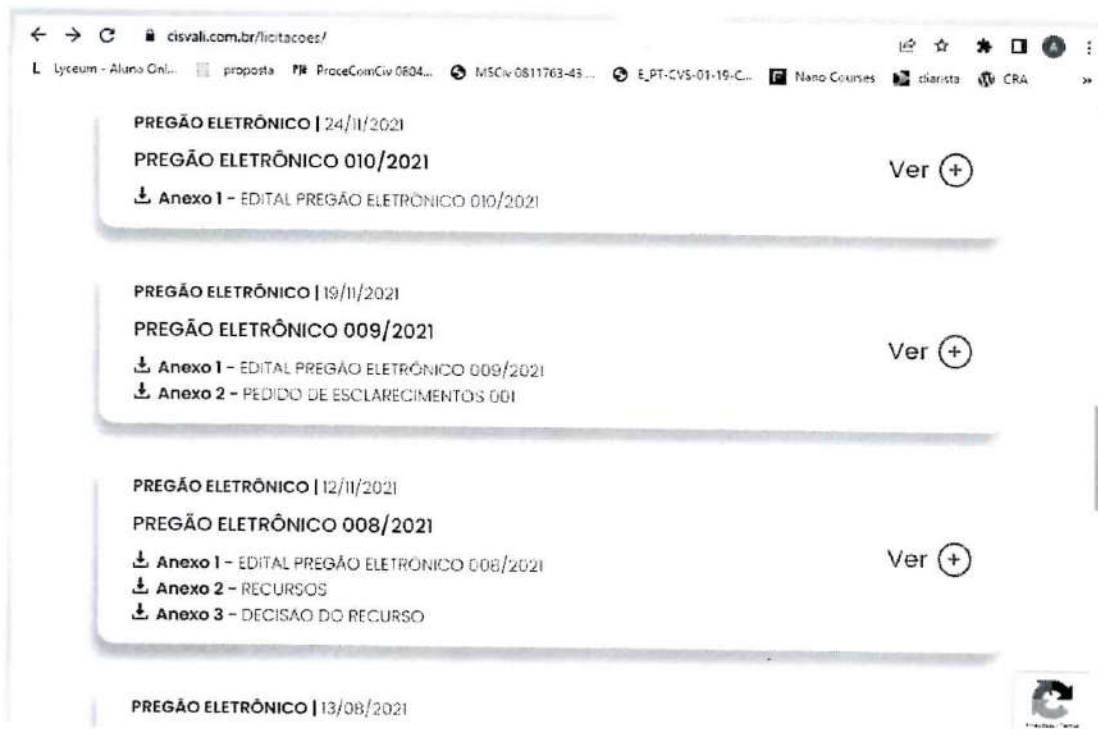 cisvali.com.br/licitacoes/
L Lyceum - Aluno Onl... proposta PJe ProceComCiv 0804... MSCiv 0811763-43... E_PT-CVS-01-19-C... Nano Courses diarista CRA »
PREGÃO ELETRÔNICO | 24/11/2021
PREGÃO ELETRÔNICO 010/2021
Ver
Anexo 1 - EDITAL PREGÃO ELETRÔNICO 010/2021
PREGÃO ELETRÔNICO | 19/11/2021
PREGÃO ELETRÔNICO 009/2021
Ver
Anexo 1 - EDITAL PREGÃO ELETRÔNICO 009/2021
Anexo 2 - PEDIDO DE ESCLARECIMENTOS 001
PREGÃO ELETRÔNICO | 12/11/2021
PREGÃO ELETRÔNICO 008/2021
Anexo 1 - EDITAL PREGÃO ELETRÔNICO 008/2021
Ver
Anexo 2 - RECURSOS
Anexo 3 - DECISAO DO RECURSO
PREGÃO ELETRÔNICO | 13/08/2021